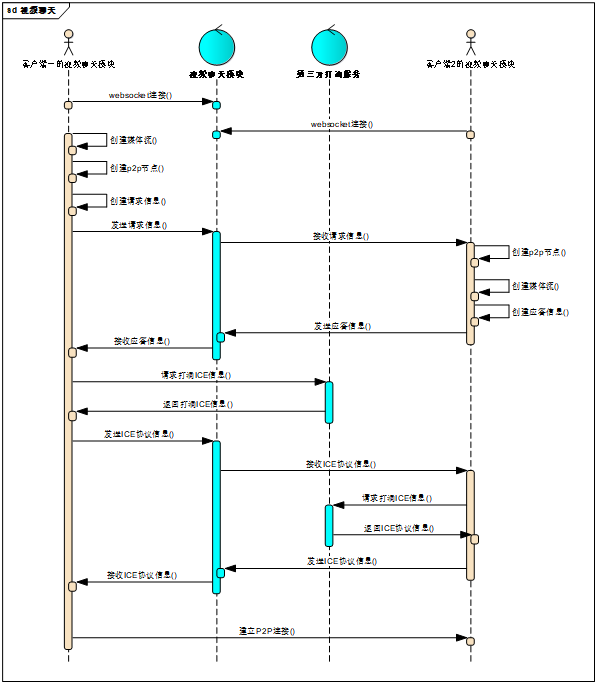 sd 视频聊天
客户端一的视频聊天模块
视频聊天模块
第三方打洞服务
客户端2的视频聊天模块
websocket连接()
websocket连接()
创建媒体流()
创建p2p节点()
创建请求信息()
发送请求信息()
接收请求信息()
创建p2p节点()
创建媒体流()
创建应答信息()
发送应答信息()
接收应答信息()
请求打洞ICE信息()
返回打洞ICE信息()
发送ICE协议信息()
接收ICE协议信息()
请求打洞ICE信息()
返回ICE协议信息()
发送ICE协议信息()
接收ICE协议信息()
建立P2P连接()